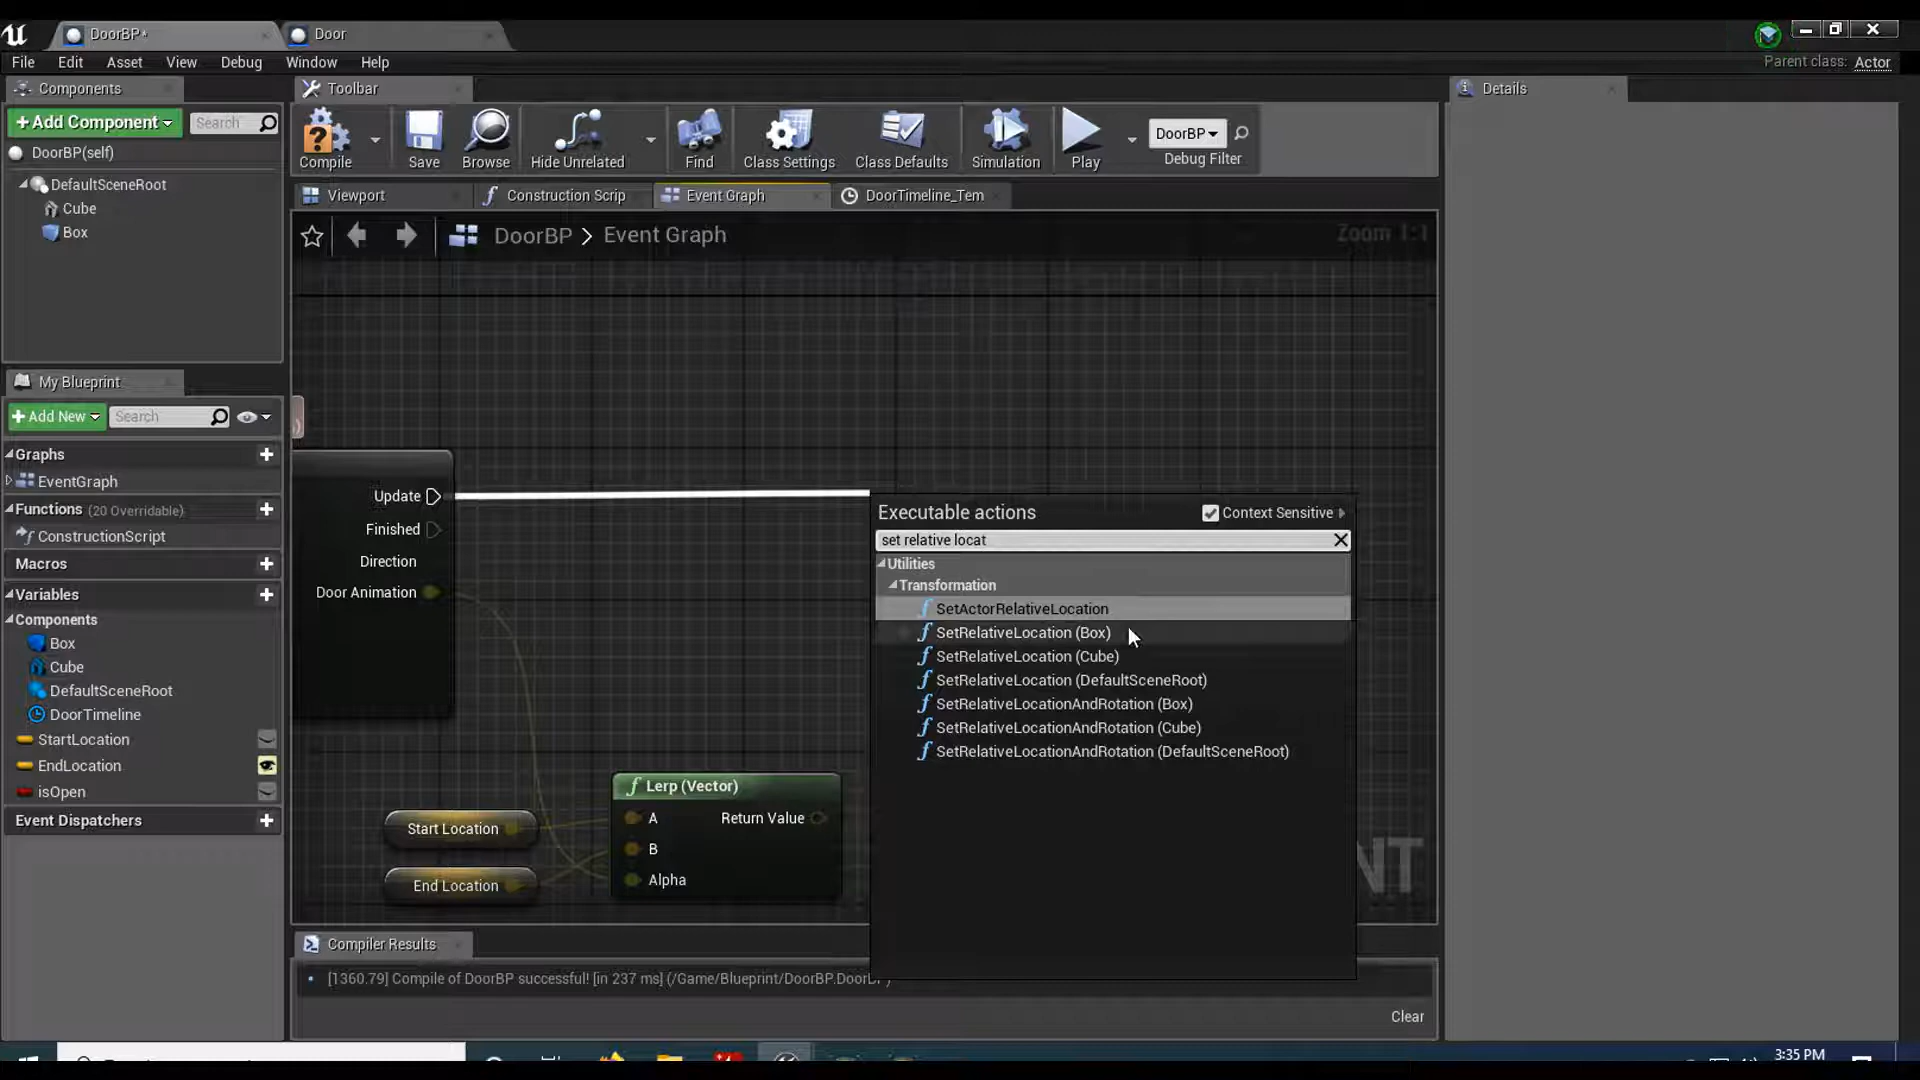 DoorBP*
Door
File Edit Asset View Debug Window Help
Parent class: Actor
Components
Toolbar
Details
+Add Component
Search
DoorBP(self)
DefaultSceneRoot
Cube
Box
Compile
Save
Browse
Hide Unrelated
Find
Class Settings
Class Defaults
Simulation
Play
DoorBP
Debug Filter
Viewport
Construction Scrip
Event Graph
DoorTimeline_Tem
DoorBP > Event Graph
Zoom 1:1
My Blueprint
+Add New
Search
Graphs
EventGraph
Functions (20 Overridable)
ConstructionScript
Macros
Variables
Components
Box
Cube
DefaultSceneRoot
DoorTimeline
StartLocation
EndLocation
isOpen
Event Dispatchers
Update
Finished
Direction
Door Animation
Executable actions
Context Sensitive
set relative locat
Utilities
Transformation
SetActorRelativeLocation
SetRelativeLocation (Box)
SetRelativeLocation (Cube)
SetRelativeLocation (DefaultSceneRoot)
SetRelativeLocationAndRotation (Box)
SetRelativeLocationAndRotation (Cube)
SetRelativeLocationAndRotation (DefaultSceneRoot)
Lerp (Vector)
A
Return Value
B
Alpha
Start Location
End Location
NT
Compiler Results
[1360.79] Compile of DoorBP successful! [in 237 ms] (/Game/Blueprint/DoorBP.DoorBP)
Clear
3:35 PM